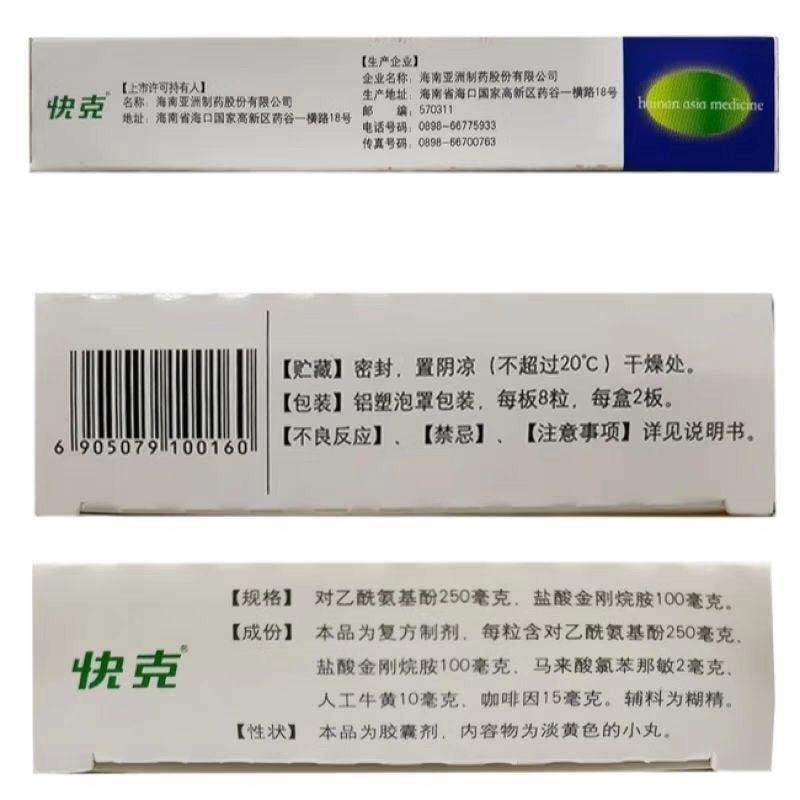 快克®
【上市许可持有人】
名称：海南亚洲制药股份有限公司
地址：海南省海口国家高新区药谷一横路18号
【生产企业】
企业名称：海南亚洲制药股份有限公司
生产地址：海南省海口国家高新区药谷一横路18号
邮 编：570311
电话号码：0898-66775933
传真号码：0898-66700763
hainan asia medicine
6 905079 100160
【贮藏】密封，置阴凉（不超过20℃）干燥处。
【包装】铝塑泡罩包装，每板8粒，每盒2板。
【不良反应】、【禁忌】、【注意事项】详见说明书。
快克®
【规格】对乙酰氨基酚250毫克，盐酸金刚烷胺100毫克。
【成份】本品为复方制剂，每粒含对乙酰氨基酚250毫克、
盐酸金刚烷胺100毫克、马来酸氯苯那敏2毫克、
人工牛黄10毫克、咖啡因15毫克。辅料为糊精。
【性状】本品为胶囊剂，内容物为淡黄色的小丸。